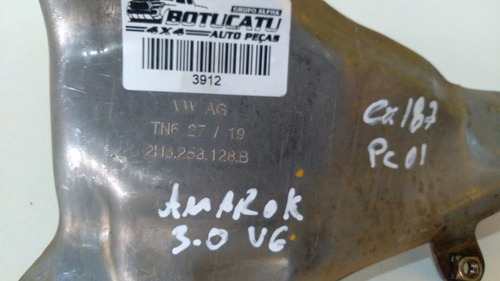 GRUPO ALPHA
BOTUCATU
4X4 AUTO PEÇAS
3912
VW AG
TN6 27 / 19
2H6.253.128.B
Cx 187
PC 01
AMAROK
3.0 V6